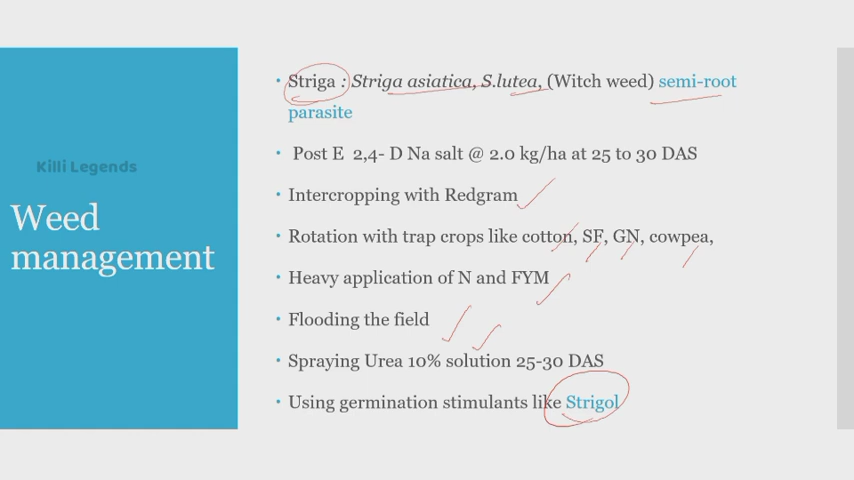 Killi Legends
Weed
management
• Striga : Striga asiatica, S.lutea, (Witch weed) semi-root
parasite
• Post E 2,4- D Na salt @ 2.0 kg/ha at 25 to 30 DAS
• Intercropping with Redgram
• Rotation with trap crops like cotton, SF, GN, cowpea,
• Heavy application of N and FYM
• Flooding the field
• Spraying Urea 10% solution 25-30 DAS
• Using germination stimulants like Strigol